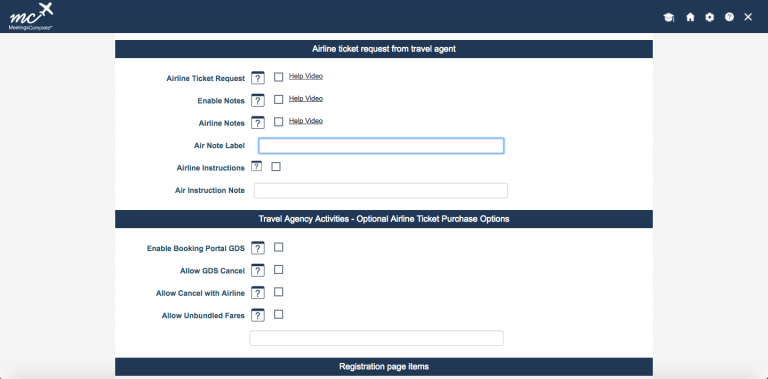 mc
MeetingsComplete™
Airline ticket request from travel agent
Airline Ticket Request ? Help Video
Enable Notes ? Help Video
Airline Notes ? Help Video
Air Note Label
Airline Instructions ?
Air Instruction Note
Travel Agency Activities - Optional Airline Ticket Purchase Options
Enable Booking Portal GDS ?
Allow GDS Cancel ?
Allow Cancel with Airline ?
Allow Unbundled Fares ?
Registration page items